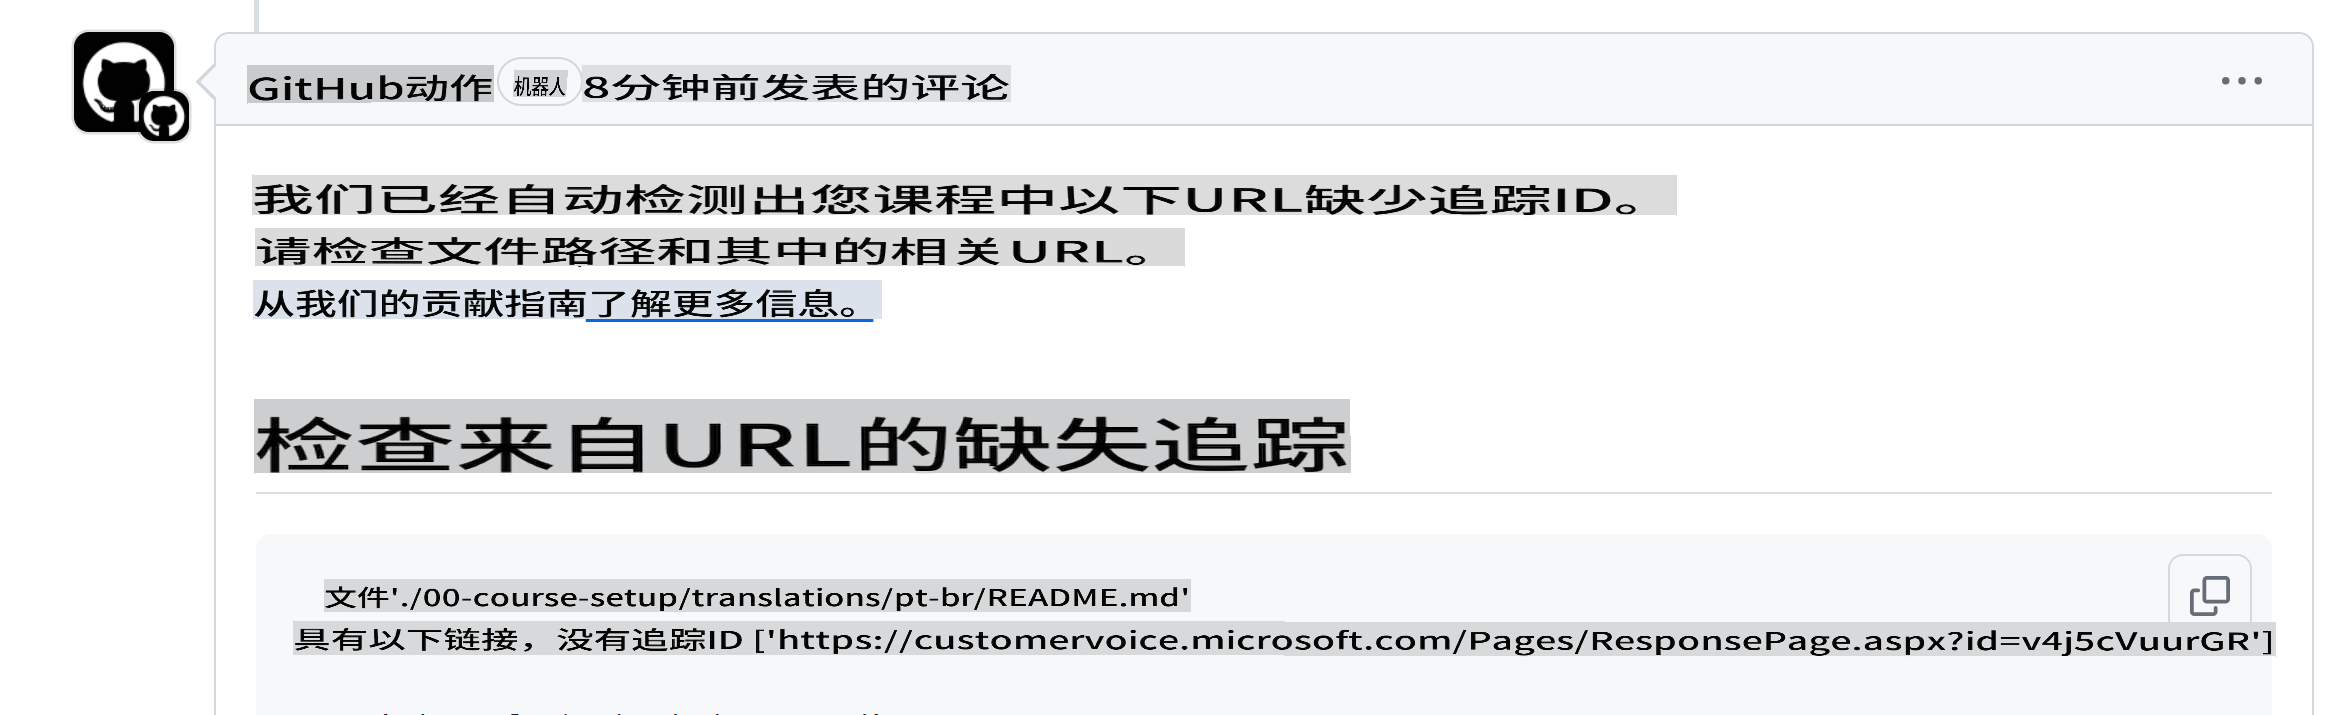 GitHub动作 机器人 8分钟前发表的评论
我们已经自动检测出您课程中以下URL缺少追踪ID。
请检查文件路径和其中的相关URL。
从我们的贡献指南了解更多信息。
检查来自URL的缺失追踪
文件'./00-course-setup/translations/pt-br/README.md'
具有以下链接，没有追踪ID ['https://customervoice.microsoft.com/Pages/ResponsePage.aspx?id=v4j5cVuurGR']